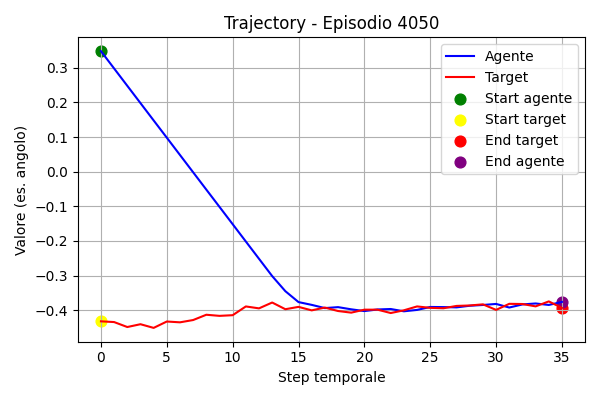 Trajectory - Episodio 4050
Agente
Target
Start agente
Start target
End target
End agente
Valore (es. angolo)
0.3
0.2
0.1
0.0
−0.1
−0.2
−0.3
−0.4
0 5 10 15 20 25 30 35
Step temporale